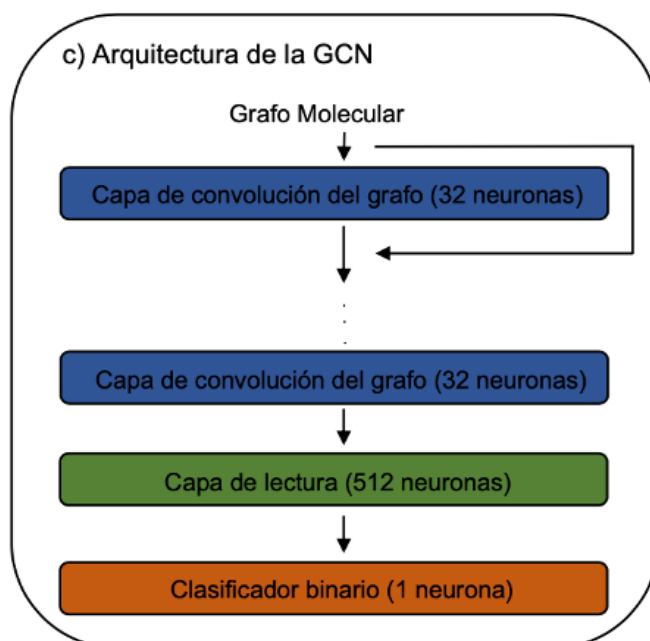 c) Arquitectura de la GCN
Grafo Molecular
Capa de convolución del grafo (32 neuronas)
Capa de convolución del grafo (32 neuronas)
Capa de lectura (512 neuronas)
Clasificador binario (1 neurona)